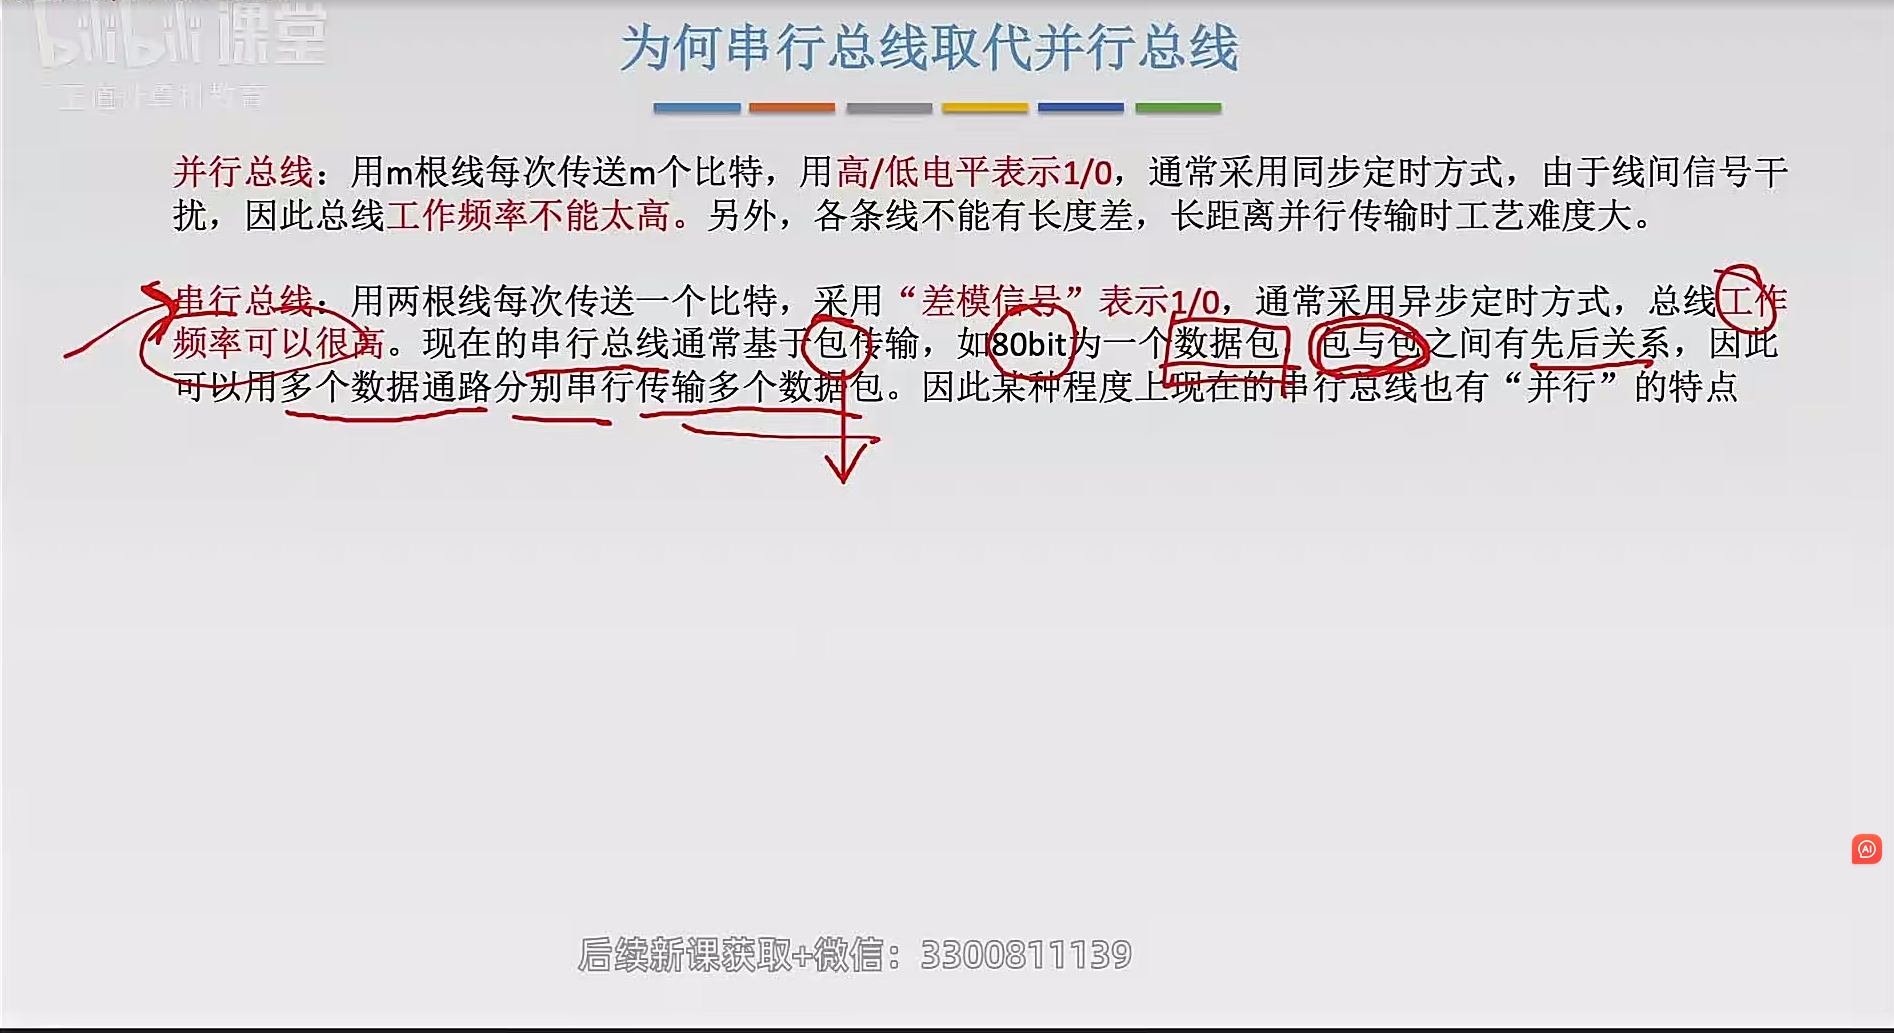 bilibili 课堂
王道计算机教育
为何串行总线取代并行总线
并行总线：用m根线每次传送m个比特，用高/低电平表示1/0，通常采用同步定时方式，由于线间信号干
扰，因此总线工作频率不能太高。另外，各条线不能有长度差，长距离并行传输时工艺难度大。
串行总线：用两根线每次传送一个比特，采用“差模信号”表示1/0，通常采用异步定时方式，总线工作
频率可以很高。现在的串行总线通常基于包传输，如80bit为一个数据包，包与包之间有先后关系，因此
可以用多个数据通路分别串行传输多个数据包。因此某种程度上现在的串行总线也有“并行”的特点
AI
后续新课获取+微信：3300811139